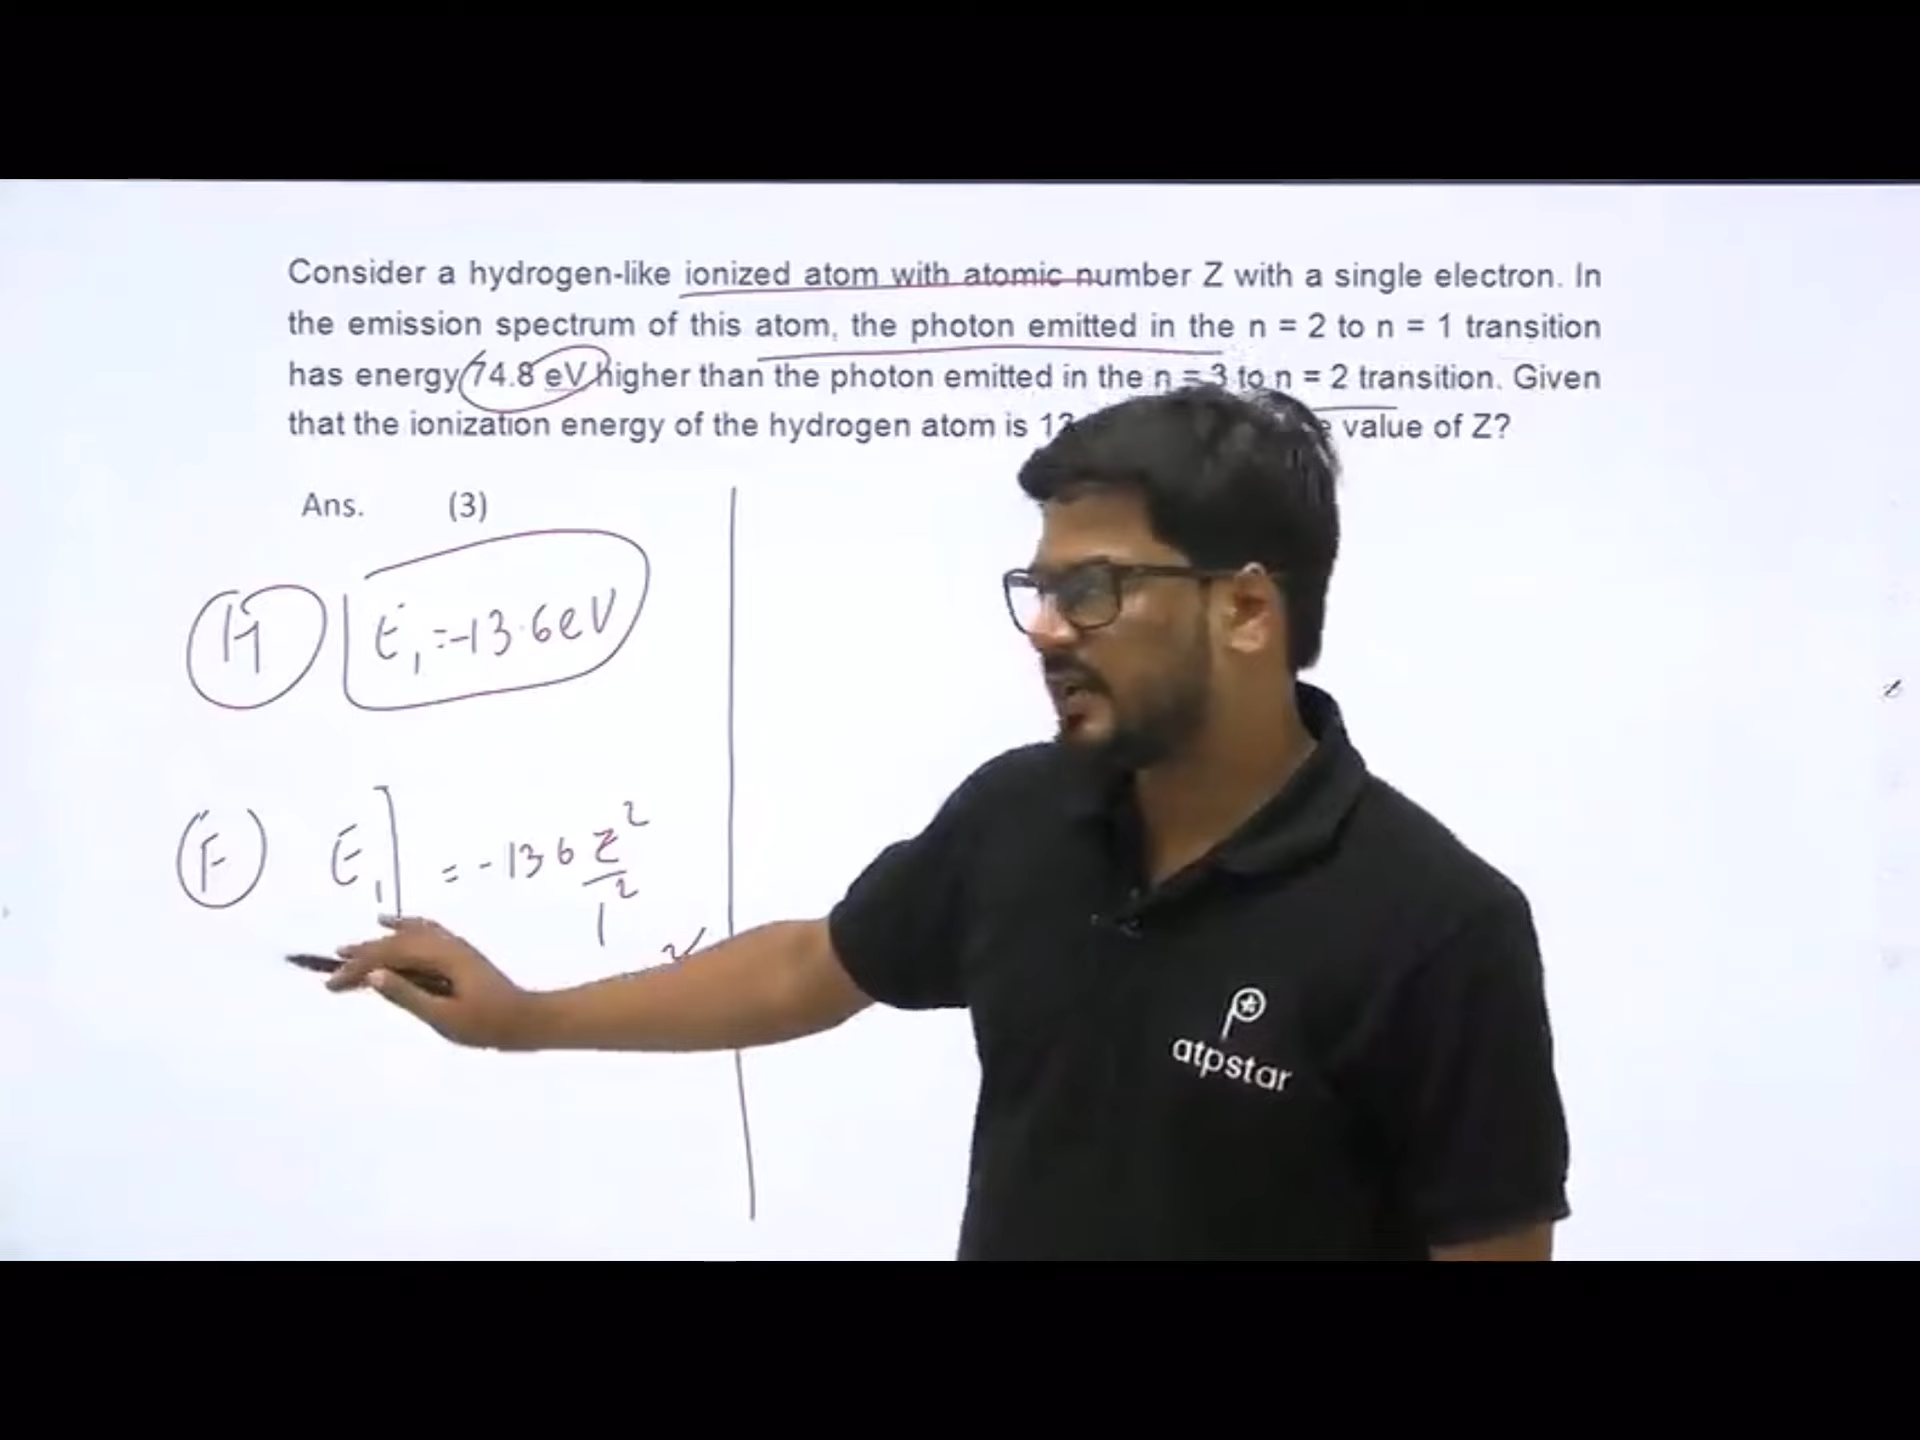 Consider a hydrogen-like ionized atom with atomic number Z with a single electron. In
the emission spectrum of this atom, the photon emitted in the n = 2 to n = 1 transition
has energy 74.8 eV higher than the photon emitted in the n = 3 to n = 2 transition. Given
that the ionization energy of the hydrogen atom is value of Z?
Ans. (3)
H E₁ = -13.6 eV
E₁ = -13 6 z²
1²
atpstar